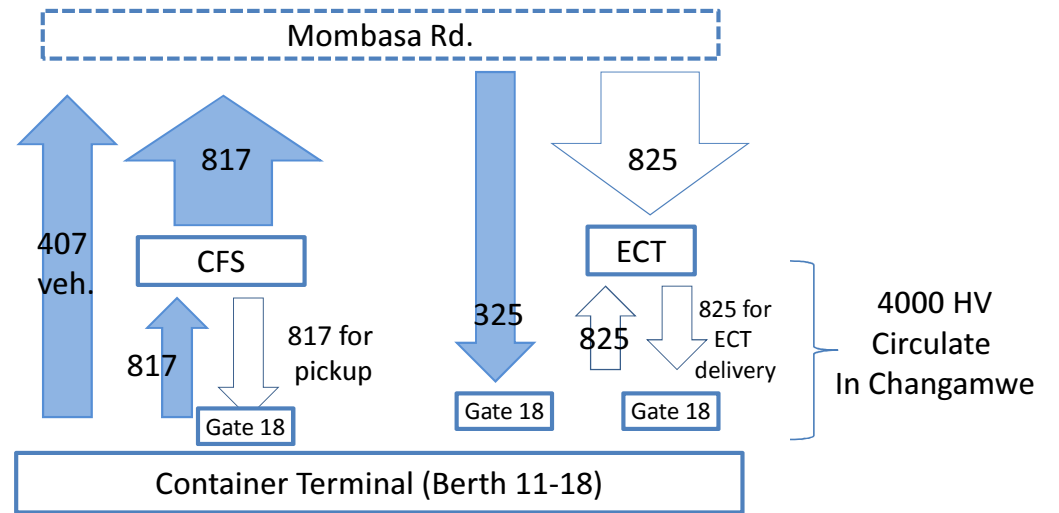 Mombasa Rd.
817
825
407
veh.
CFS
ECT
325
817
817 for
pickup
825
825 for
ECT
delivery
4000 HV
Circulate
In Changamwe
Gate 18
Gate 18
Gate 18
Container Terminal (Berth 11-18)